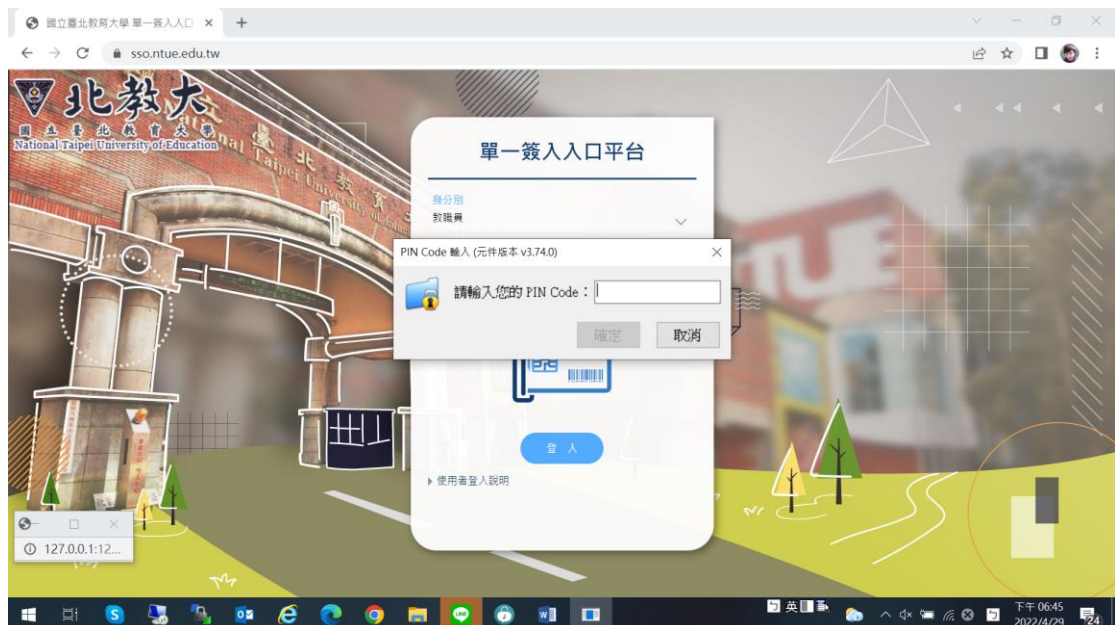 國立臺北教育大學 單一簽入入口
sso.ntue.edu.tw
北教大
國立臺北教育大學
National Taipei University of Education
單一簽入入口平台
身分別
教職員
PIN Code 輸入 (元件版本 v3.74.0)
請輸入您的 PIN Code：
確定
取消
登 入
使用者登入說明
127.0.0.1:12...
英
下午 06:45
2022/4/29
24